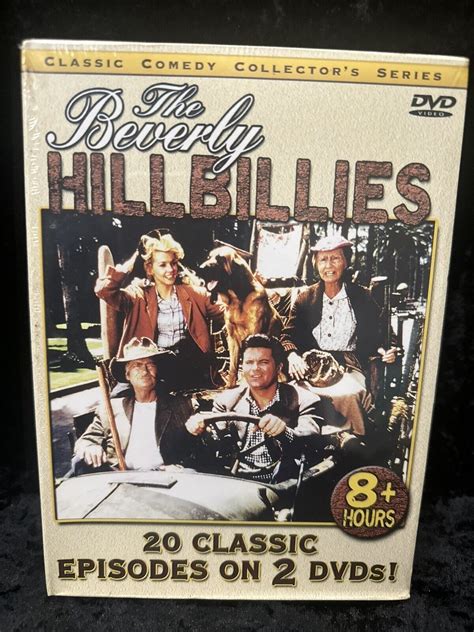 Classic Comedy Collector's Series
The
Beverly
HILLBILLIES
DVD
VIDEO
8+
HOURS
20 CLASSIC
EPISODES ON 2 DVDs!